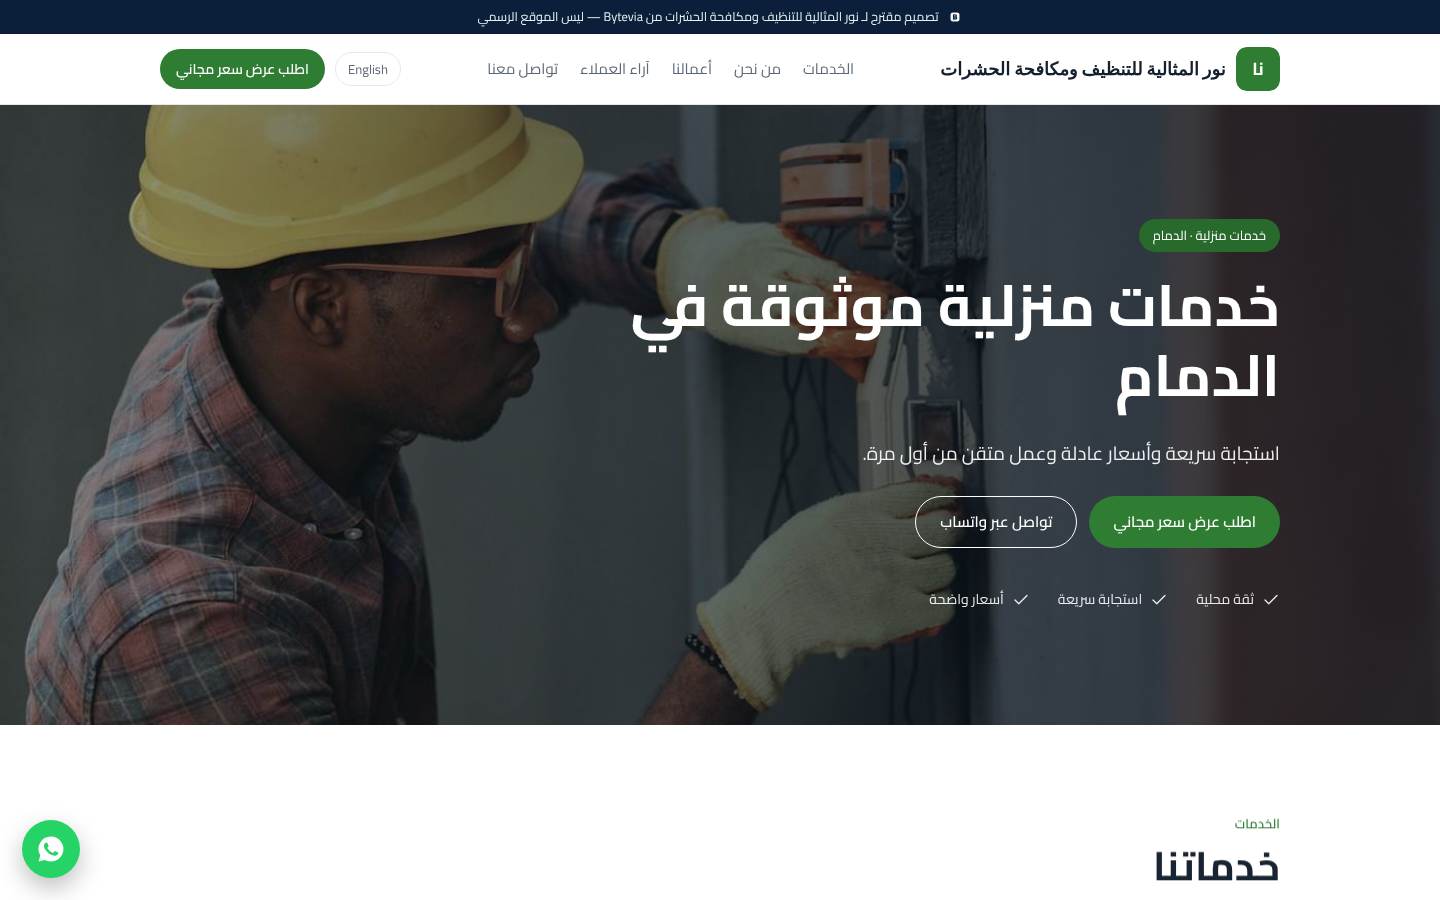 تصميم مقترح لـ نور المثالية للتنظيف ومكافحة الحشرات من Bytevia — ليس الموقع الرسمي
نا
نور المثالية للتنظيف ومكافحة الحشرات
الخدمات
من نحن
أعمالنا
آراء العملاء
تواصل معنا
English
اطلب عرض سعر مجاني
خدمات منزلية · الدمام
خدمات منزلية موثوقة في
الدمام
استجابة سريعة وأسعار عادلة وعمل متقن من أول مرة.
اطلب عرض سعر مجاني
تواصل عبر واتساب
ثقة محلية
استجابة سريعة
أسعار واضحة
الخدمات
خدماتنا